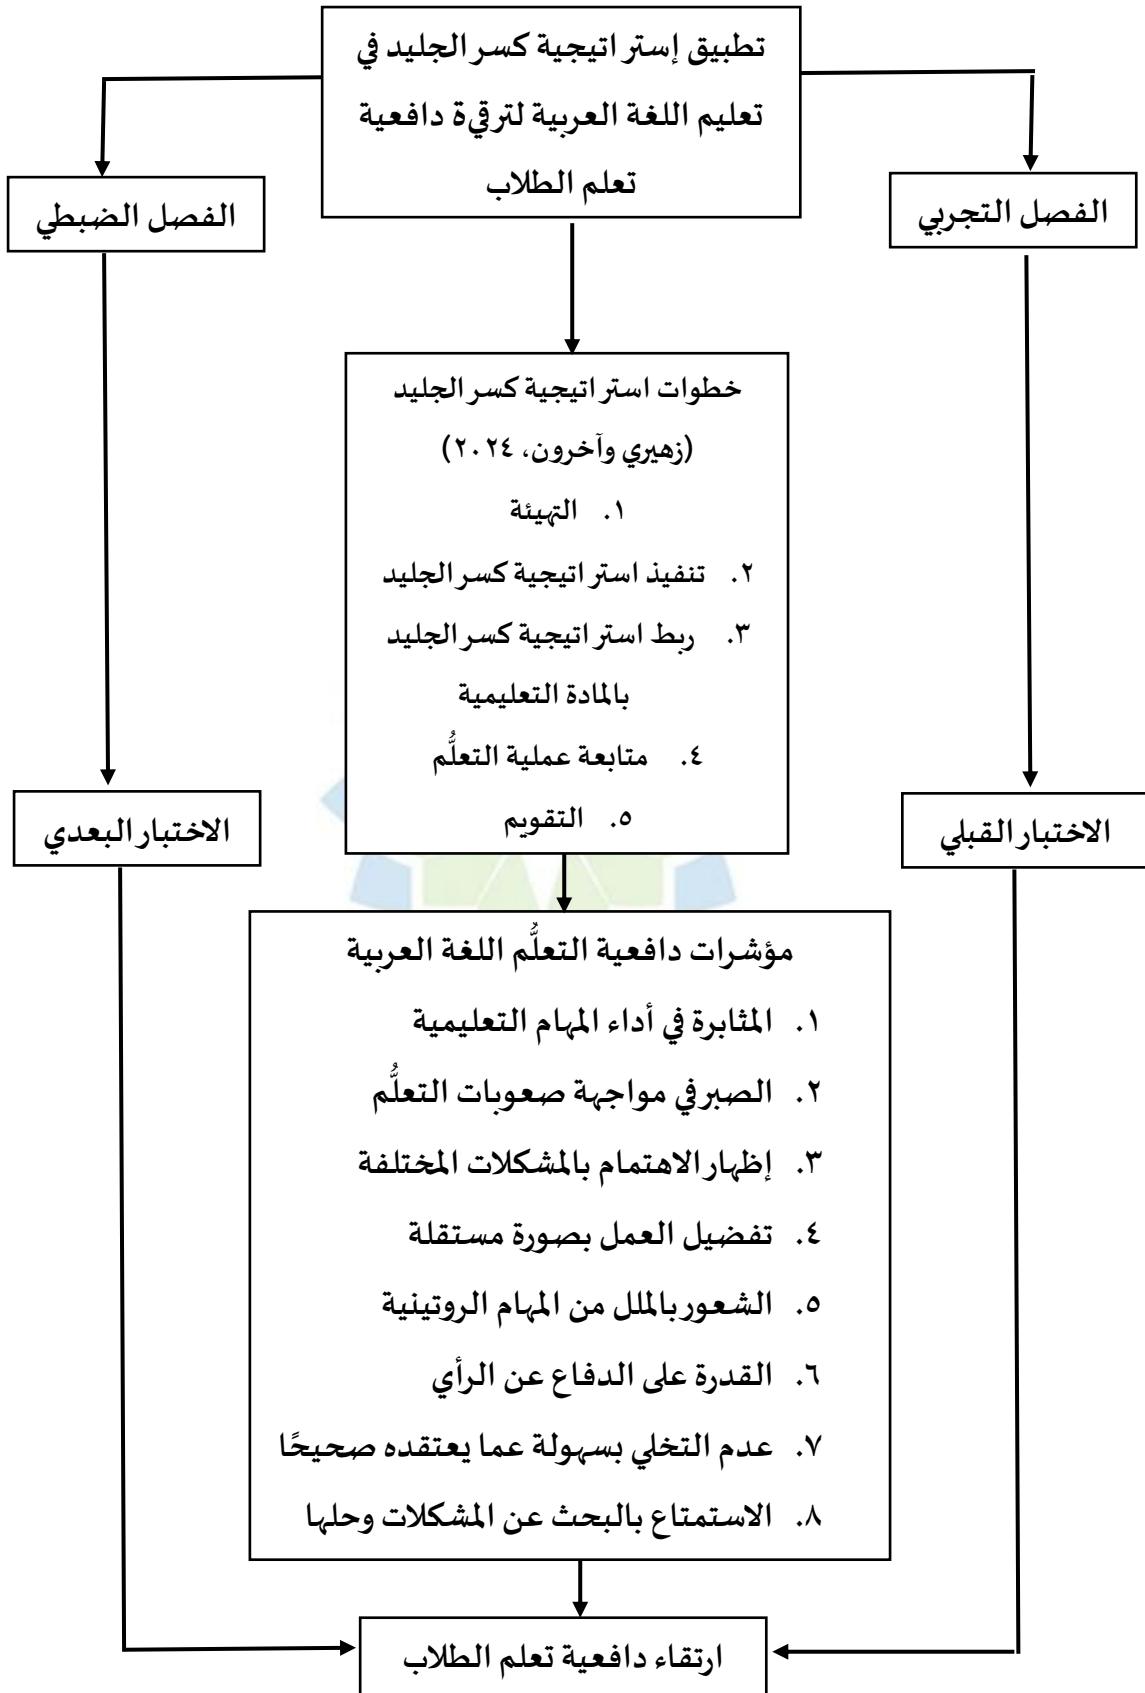 تطبيق إستراتيجية كسر الجليد في
تعليم اللغة العربية لترقيﺓ دافعية
تعلم الطلاب
الفصل التجربي
الفصل الضبطي
خطوات استراتيجية كسر الجليد
(زهيري وآخرون، ٢٠٢٤)
١. التهيئة
٢. تنفيذ استراتيجية كسر الجليد
٣. ربط استراتيجية كسر الجليد
بالمادة التعليمية
٤. متابعة عملية التعلُّم
٥. التقويم
الاختبار القبلي
الاختبار البعدي
مؤشرات دافعية التعلُّم اللغة العربية
١. المثابرة في أداء المهام التعليمية
٢. الصبر في مواجهة صعوبات التعلُّم
٣. إظهار الاهتمام بالمشكلات المختلفة
٤. تفضيل العمل بصورة مستقلة
٥. الشعور بالملل من المهام الروتينية
٦. القدرة على الدفاع عن الرأي
٧. عدم التخلي بسهولة عما يعتقده صحيحًا
٨. الاستمتاع بالبحث عن المشكلات وحلها
ارتقاء دافعية تعلم الطلاب